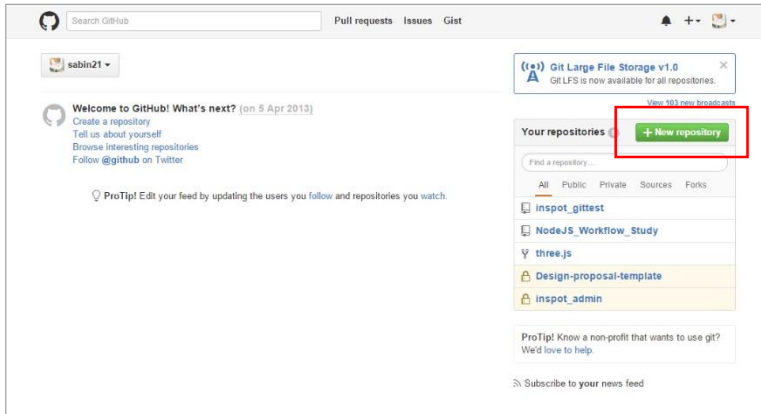 Search GitHub
Pull requests Issues Gist
sabin21
Welcome to GitHub! What's next? (on 5 Apr 2013)
Create a repository
Tell us about yourself
Browse interesting repositories
Follow @github on Twitter
ProTip! Edit your feed by updating the users you follow and repositories you watch.
Git Large File Storage v1.0
Git LFS is now available for all repositories.
View 103 new broadcasts
Your repositories
+ New repository
Find a repository...
All Public Private Sources Forks
inspot_gittest
NodeJS_Workflow_Study
three.js
Design-proposal-template
inspot_admin
ProTip! Know a non-profit that wants to use git?
We'd love to help.
Subscribe to your news feed